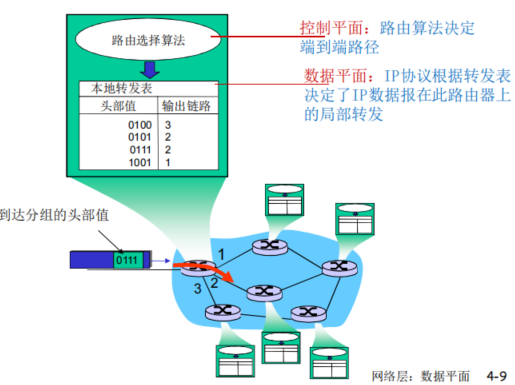 路由选择算法
控制平面：路由算法决定
端到端路径
本地转发表
头部值 输出链路
0100 3
0101 2
0111 2
1001 1
数据平面：IP协议根据转发表
决定了IP数据报在此路由器上
的局部转发
到达分组的头部值
0111
1
2
3
网络层：数据平面 4-9